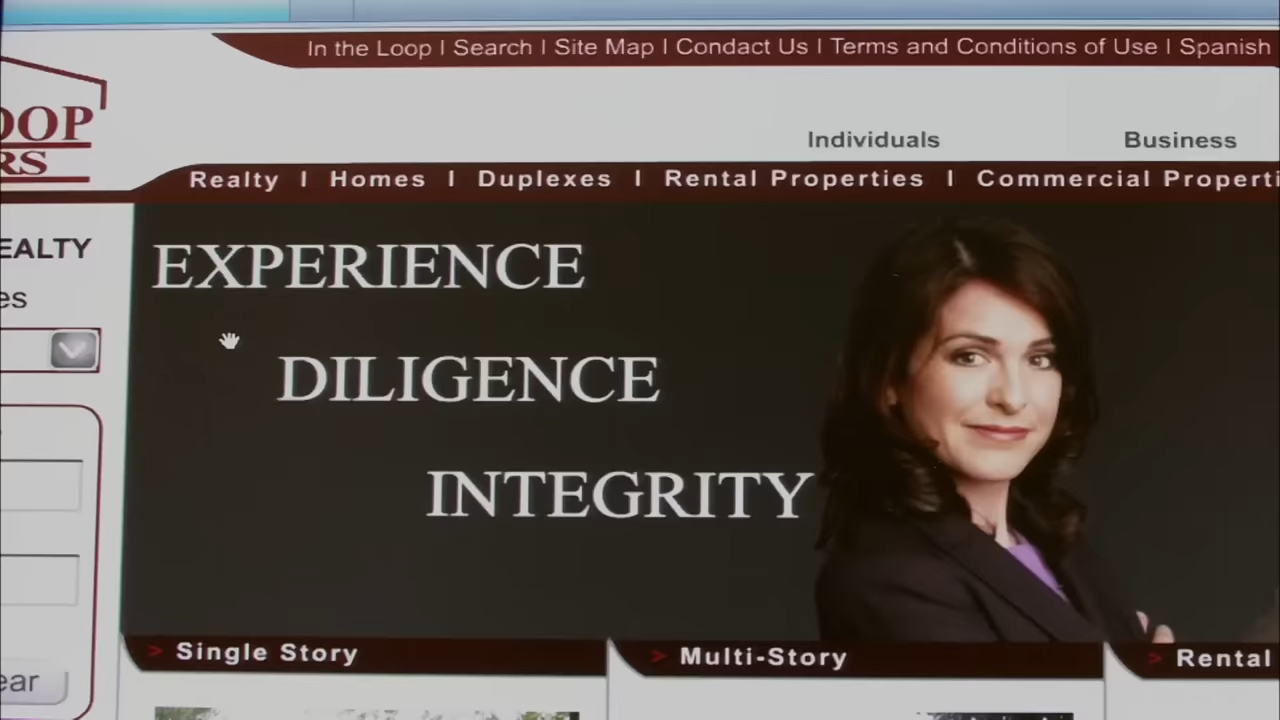 In the Loop | Search | Site Map | Condact Us | Terms and Conditions of Use | Spanish
OOP
RS
Individuals
Business
Realty | Homes | Duplexes | Rental Properties | Commercial Properti
EALTY
es
EXPERIENCE
DILIGENCE
INTEGRITY
ear
> Single Story
> Multi-Story
> Rental